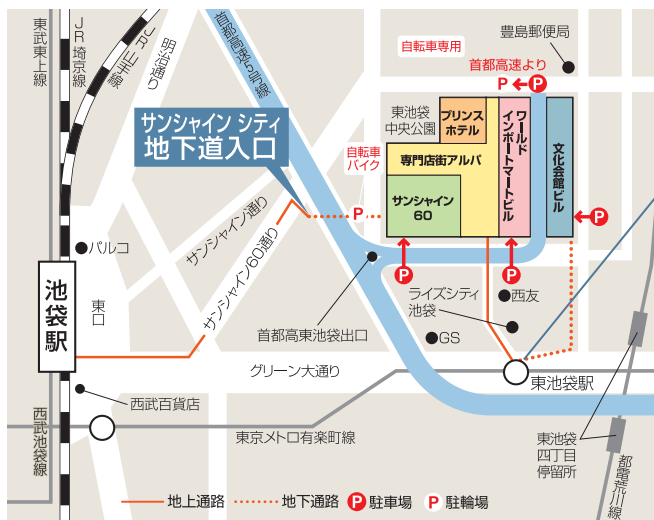 東武東上線
JR埼京線
JR山手線
明治通り
首都高速5号線
豊島郵便局
自転車専用
首都高速より
P
P
サンシャイン シティ
地下道入口
東池袋
中央公園
プリンス
ホテル
ワールド
インポートマートビル
文化会館ビル
専門店街アルパ
自転車
バイク
サンシャイン
60
P
P
サンシャイン通り
サンシャイン60通り
パルコ
池袋駅
東口
P
P
首都高東池袋出口
ライズシティ
池袋
西友
GS
グリーン大通り
東池袋駅
西武百貨店
西武池袋線
東京メトロ有楽町線
東池袋
四丁目
停留所
都電荒川線
地上通路
地下通路
P 駐車場
P 駐輪場